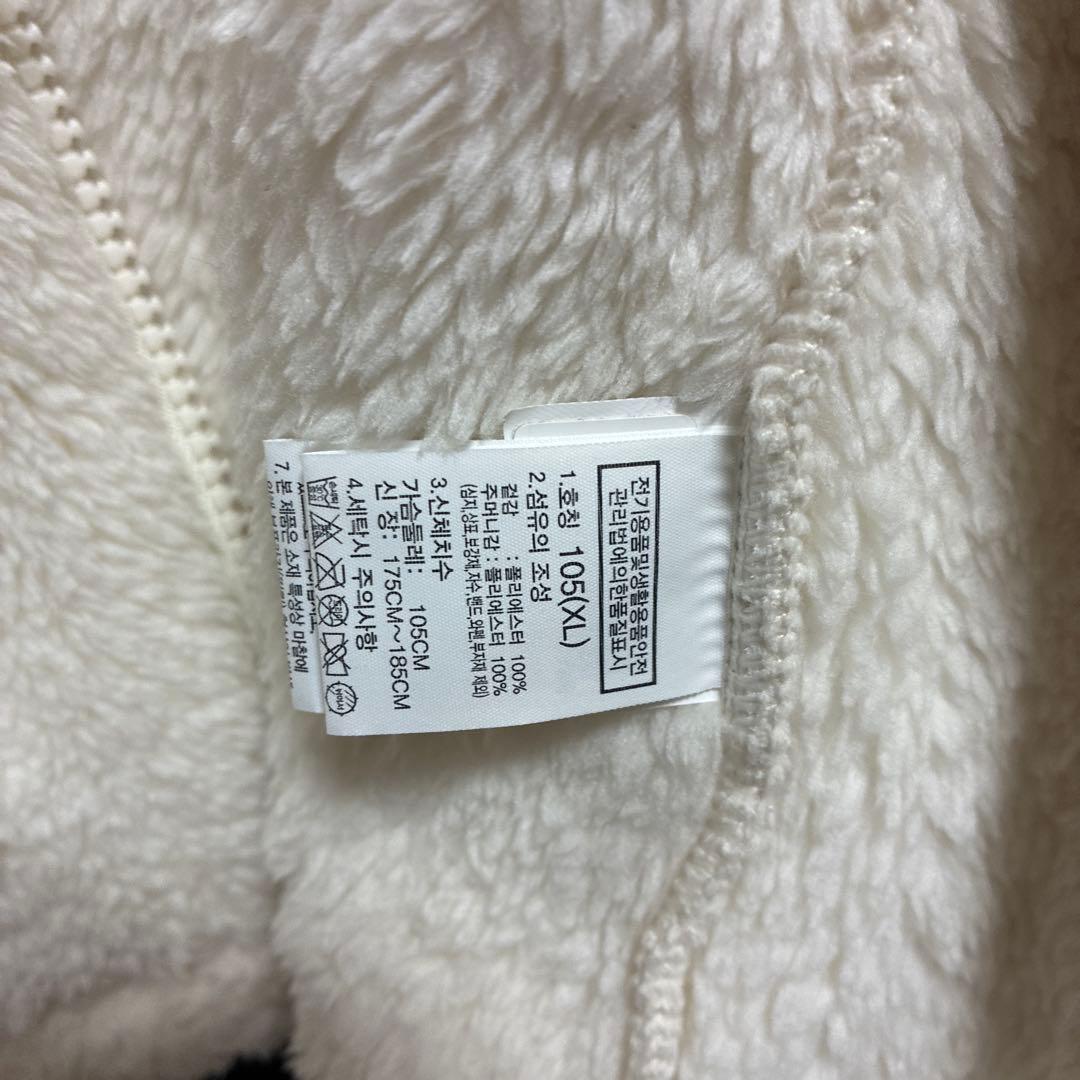 전기용품및생활용품안전
관리법에의한품질표시
1.호칭 105(XL)
2.섬유의 조성
겉감 : 폴리에스터 100%
주머니감 : 폴리에스터 100%
(심지,상표,보강재,자수 밴드,와펜,부자재 제외)
3.신체치수
가슴둘레: 105CM
신 장: 175CM~185CM
4.세탁시 주의사항
7. 본 제품은 소재 특성상 마찰에